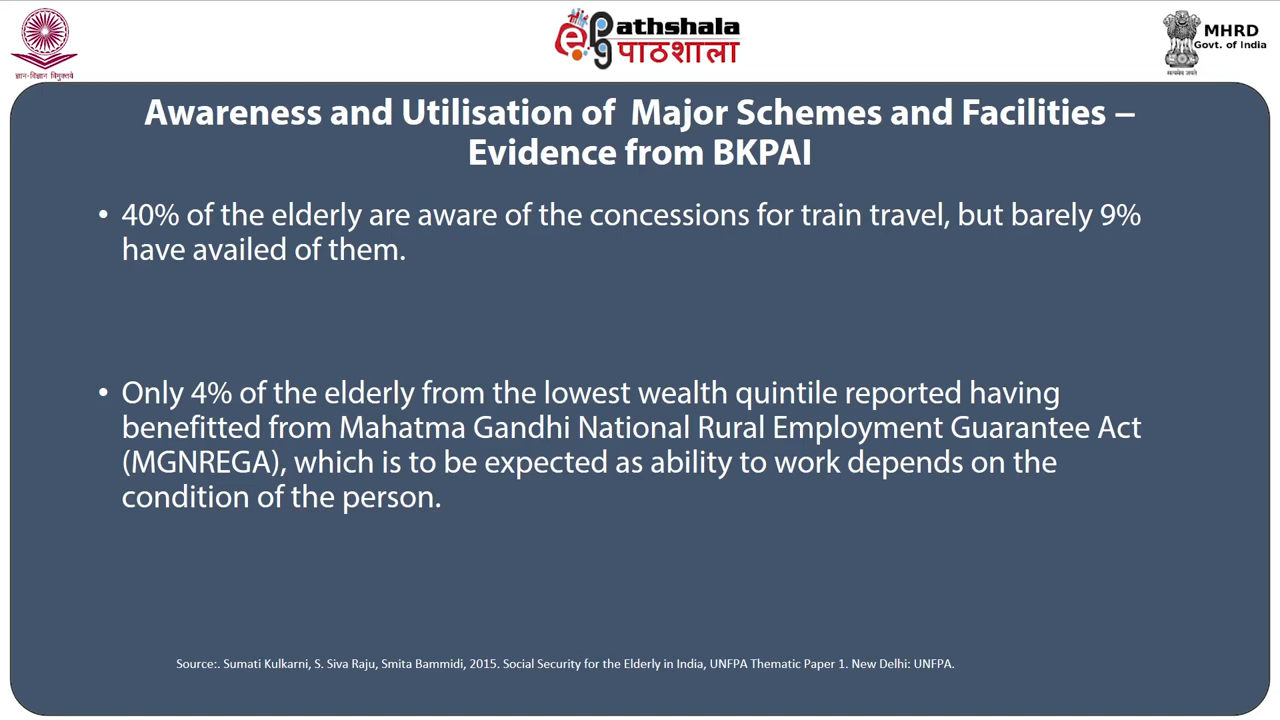 ज्ञान-विज्ञान विमुक्तये
ePathshala
पाठशाला
MHRD
Govt. of India
सत्यमेव जयते
Awareness and Utilisation of Major Schemes and Facilities –
Evidence from BKPAI
• 40% of the elderly are aware of the concessions for train travel, but barely 9%
have availed of them.
• Only 4% of the elderly from the lowest wealth quintile reported having
benefitted from Mahatma Gandhi National Rural Employment Guarantee Act
(MGNREGA), which is to be expected as ability to work depends on the
condition of the person.
Source:. Sumati Kulkarni, S. Siva Raju, Smita Bammidi, 2015. Social Security for the Elderly in India, UNFPA Thematic Paper 1. New Delhi: UNFPA.